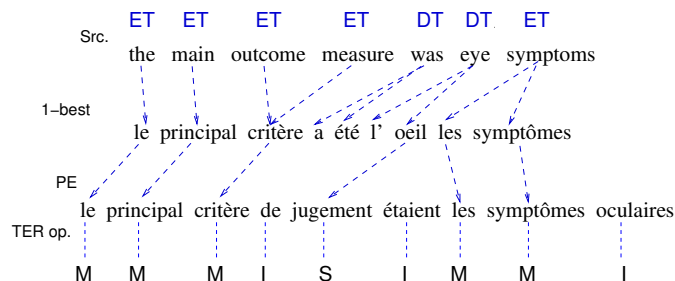 ET ET ET ET DT DT ET
Src.
the main outcome measure was eye symptoms
1-best
le principal critère a été l' oeil les symptômes
PE
le principal critère de jugement étaient les symptômes oculaires
TER op.
M M M I S I M M I